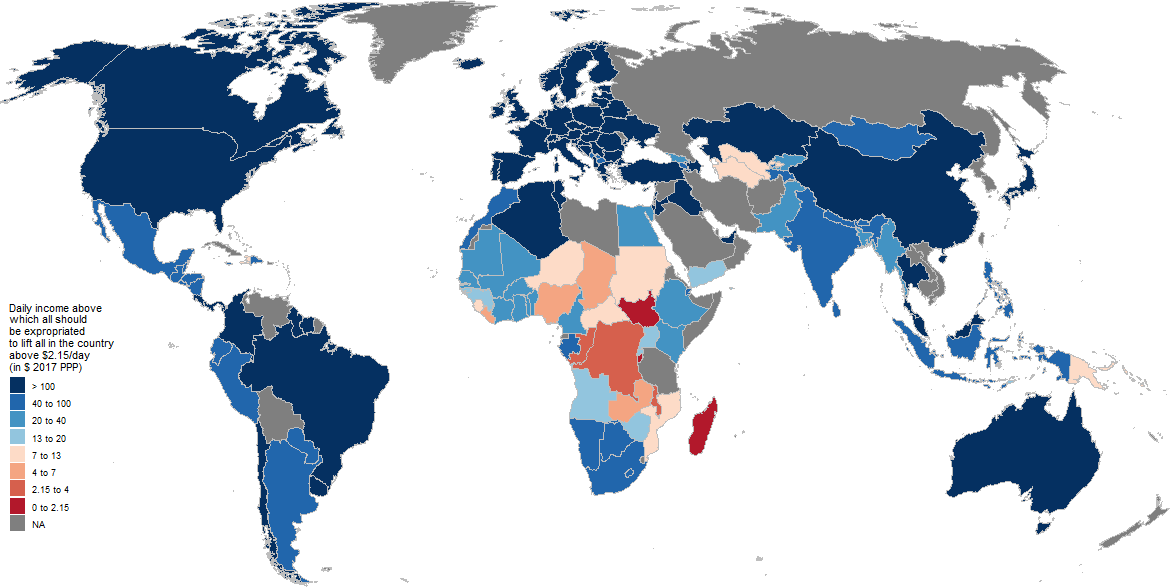 Daily income above
which all should
be expropriated
to lift all in the country
above $2.15/day
(in $ 2017 PPP)
> 100
40 to 100
20 to 40
13 to 20
7 to 13
4 to 7
2.15 to 4
0 to 2.15
NA